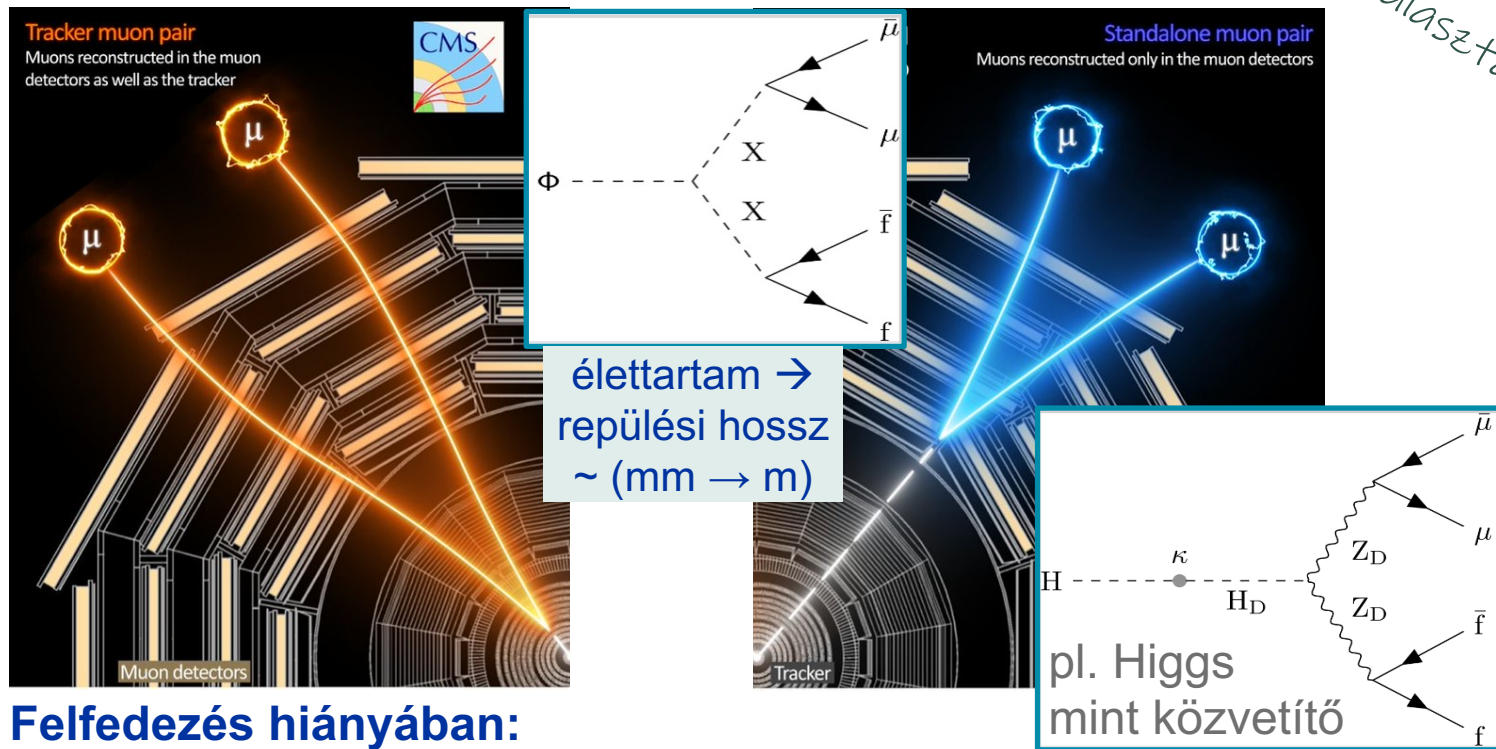 Tracker muon pair
Muons reconstructed in the muon
detectors as well as the tracker
CMS
μ
μ
Φ
X
X
μ̄
μ
f̄
f
élettartam →
repülési hossz
~ (mm → m)
Standalone muon pair
Muons reconstructed only in the muon detectors
μ
μ
Muon detectors
Tracker
H
κ
H_D
Z_D
Z_D
μ̄
μ
f̄
f
pl. Higgs
mint közvetítő
Felfedezés hiányában: